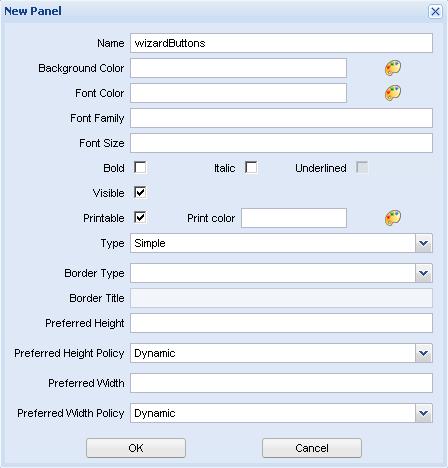 New Panel
Name wizardButtons
Background Color
Font Color
Font Family
Font Size
Bold Italic Underlined
Visible
Printable Print color
Type Simple
Border Type
Border Title
Preferred Height
Preferred Height Policy Dynamic
Preferred Width
Preferred Width Policy Dynamic
OK Cancel